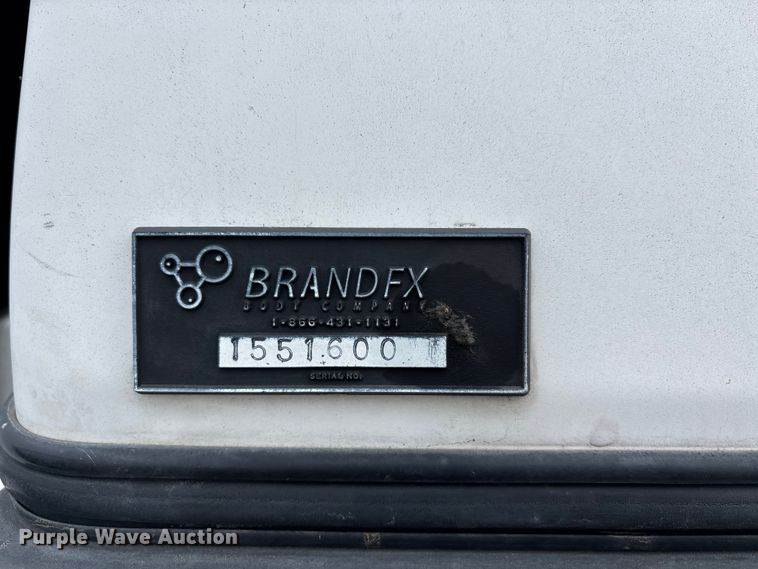 BRANDFX
BODY COMPANY
1-866-431-1131
1551600
SERIAL NO.
Purple Wave Auction